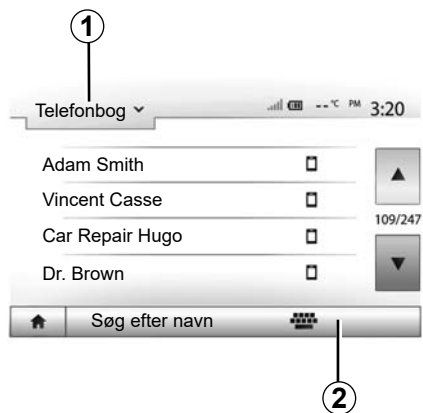 1
Telefonbog --°C PM 3:20
Adam Smith
Vincent Casse
Car Repair Hugo
109/247
Dr. Brown
Søg efter navn
2